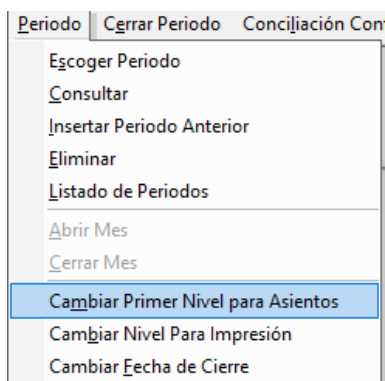 Periodo Cerrar Periodo Conciliación Con
Escoger Periodo
Consultar
Insertar Periodo Anterior
Eliminar
Listado de Periodos
Abrir Mes
Cerrar Mes
Cambiar Primer Nivel para Asientos
Cambiar Nivel Para Impresión
Cambiar Fecha de Cierre